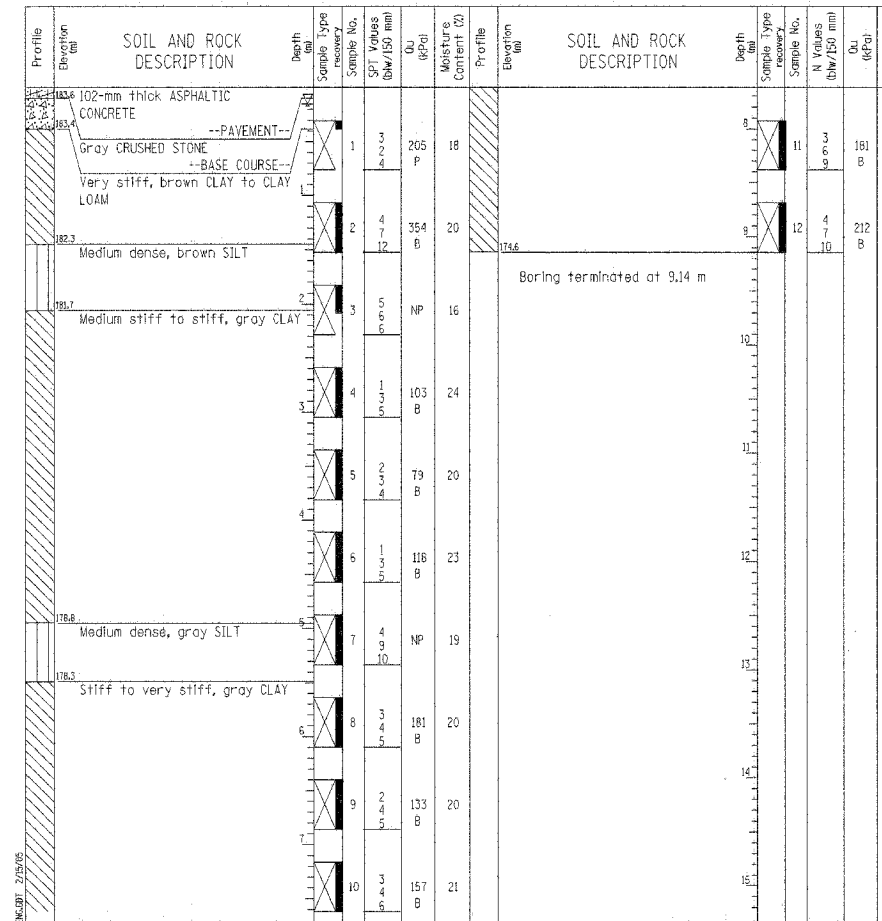 Profile
Elevation (m)
SOIL AND ROCK DESCRIPTION
Depth (m)
Sample Type
recovery
Sample No.
SPT Values (blw/150 mm)
Qu (kPa)
Moisture Content (%)
Profile
Elevation (m)
SOIL AND ROCK DESCRIPTION
Depth (m)
Sample Type
recovery
Sample No.
N Values (blw/150 mm)
Qu (kPa)
183.6 102-mm thick ASPHALTIC
CONCRETE
--PAVEMENT--
183.4
Gray CRUSHED STONE
--BASE COURSE--
Very stiff, brown CLAY to CLAY
LOAM
1
1 3 2 4 205 P 18
2 4 7 12 354 B 20
182.3
Medium dense, brown SILT
2
3 5 6 6 NP 16
181.7
Medium stiff to stiff, gray CLAY
3
4 1 3 5 103 B 24
5 2 3 4 79 B 20
4
6 1 3 5 118 B 23
178.8
5
Medium dense, gray SILT
7 4 9 10 NP 19
178.3
Stiff to very stiff, gray CLAY
6
8 3 4 5 181 B 20
9 2 4 5 133 B 20
7
10 3 4 6 157 B 21
8
11 3 6 9 181 B
9
12 4 7 10 212 B
174.6
Boring terminated at 9.14 m
10
11
12
13
14
15
2/15/05